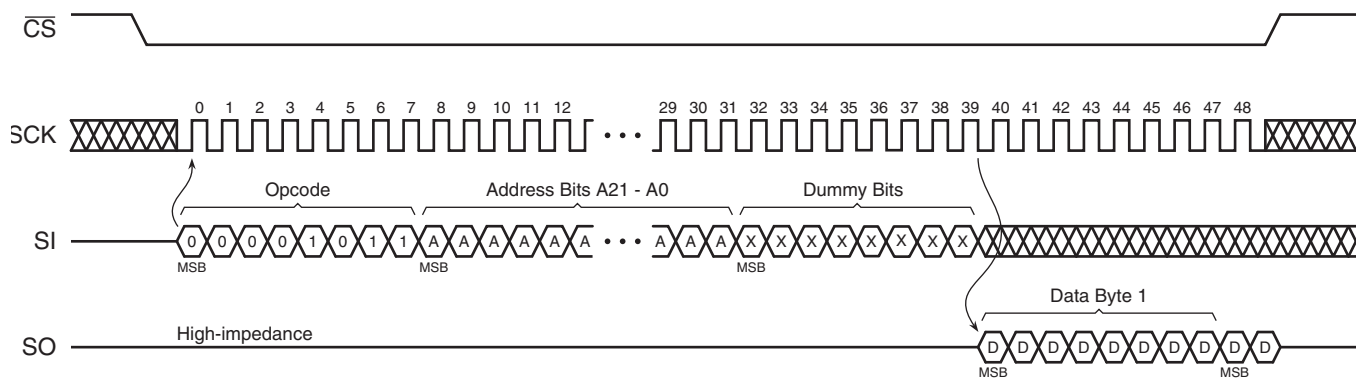 CS
0 1 2 3 4 5 6 7 8 9 10 11 12 29 30 31 32 33 34 35 36 37 38 39 40 41 42 43 44 45 46 47 48
SCK •••
Opcode Address Bits A21 - A0 Dummy Bits
SI 0 0 0 0 1 0 1 1 A A A A A A ••• A A A X X X X X X X X
MSB MSB MSB
Data Byte 1
High-impedance
SO D D D D D D D D D D
MSB MSB